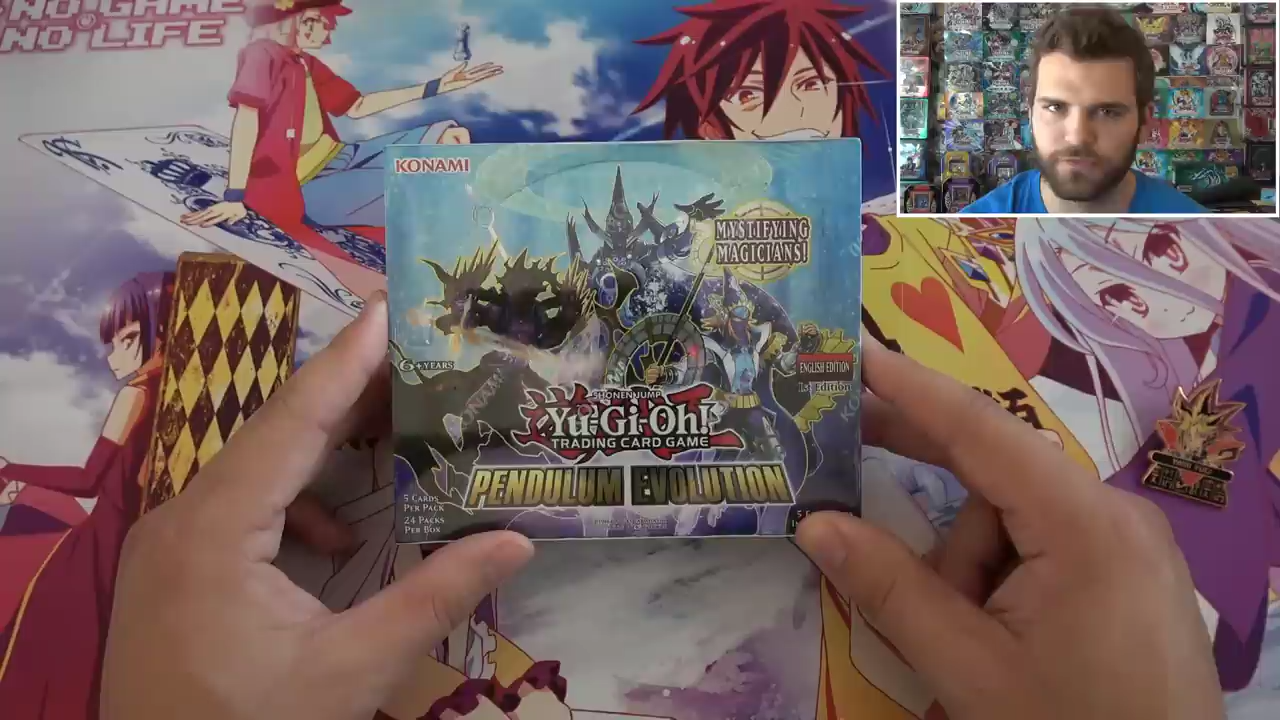 NO GAME
NO LIFE
KONAMI
MYSTIFYING
MAGICIANS!
6+YEARS
ENGLISH EDITION
1st Edition
SHONEN JUMP
Yu-Gi-Oh!
TRADING CARD GAME
PENDULUM EVOLUTION
5 CARDS
PER PACK
24 PACKS
PER BOX